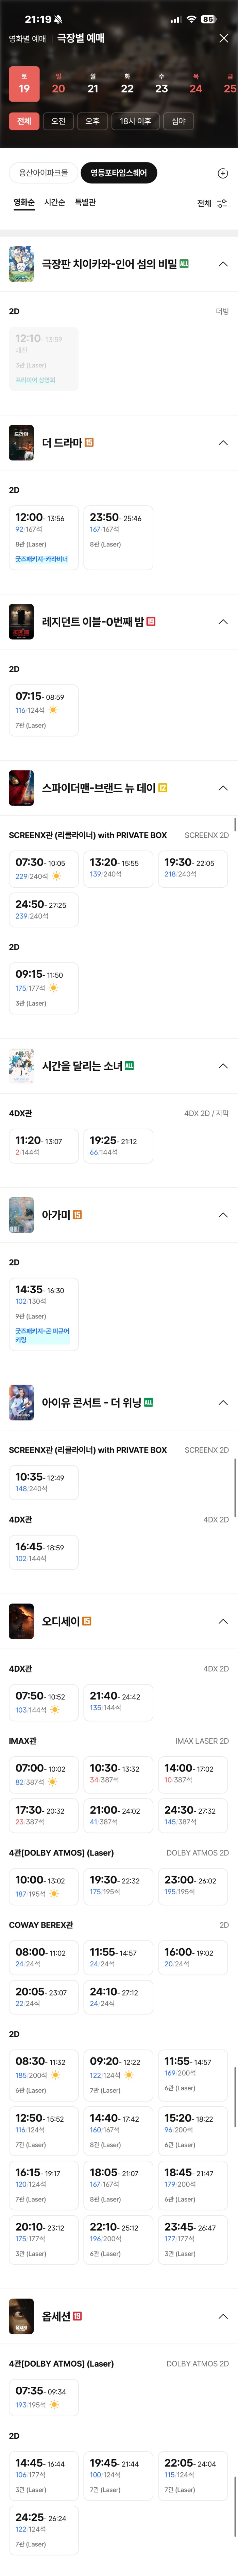 21:19
85
영화별 예매 극장별 예매
토 일 월 화 수 목 금
19 20 21 22 23 24 25
전체 오전 오후 18시 이후 심야
용산아이파크몰 영등포타임스퀘어
영화순 시간순 특별관 전체
극장판 치이카와-인어 섬의 비밀 ALL
2D 더빙
12:10 - 13:59
매진
3관 (Laser)
프리미어 상영회
더 드라마 15
2D
12:00 - 13:56 23:50 - 25:46
92/167석 167/167석
8관 (Laser) 8관 (Laser)
굿즈패키지-카라비너
레지던트 이블-0번째 밤 19
2D
07:15 - 08:59
116/124석
7관 (Laser)
스파이더맨-브랜드 뉴 데이 12
SCREENX관 (리클라이너) with PRIVATE BOX SCREENX 2D
07:30 - 10:05 13:20 - 15:55 19:30 - 22:05
229/240석 139/240석 218/240석
24:50 - 27:25
239/240석
2D
09:15 - 11:50
175/177석
3관 (Laser)
시간을 달리는 소녀 ALL
4DX관 4DX 2D / 자막
11:20 - 13:07 19:25 - 21:12
2/144석 66/144석
아가미 15
2D
14:35 - 16:30
102/130석
9관 (Laser)
굿즈패키지-곤 피규어 키링
아이유 콘서트 - 더 위닝 ALL
SCREENX관 (리클라이너) with PRIVATE BOX SCREENX 2D
10:35 - 12:49
148/240석
4DX관 4DX 2D
16:45 - 18:59
102/144석
오디세이 15
4DX관 4DX 2D
07:50 - 10:52 21:40 - 24:42
103/144석 135/144석
IMAX관 IMAX LASER 2D
07:00 - 10:02 10:30 - 13:32 14:00 - 17:02
82/387석 34/387석 10/387석
17:30 - 20:32 21:00 - 24:02 24:30 - 27:32
23/387석 41/387석 145/387석
4관[DOLBY ATMOS] (Laser) DOLBY ATMOS 2D
10:00 - 13:02 19:30 - 22:32 23:00 - 26:02
187/195석 175/195석 195/195석
COWAY BEREX관 2D
08:00 - 11:02 11:55 - 14:57 16:00 - 19:02
24/24석 24/24석 20/24석
20:05 - 23:07 24:10 - 27:12
22/24석 24/24석
2D
08:30 - 11:32 09:20 - 12:22 11:55 - 14:57
185/200석 122/124석 169/200석
6관 (Laser) 7관 (Laser) 6관 (Laser)
12:50 - 15:52 14:40 - 17:42 15:20 - 18:22
116/124석 160/167석 96/200석
7관 (Laser) 8관 (Laser) 6관 (Laser)
16:15 - 19:17 18:05 - 21:07 18:45 - 21:47
120/124석 167/167석 179/200석
7관 (Laser) 8관 (Laser) 6관 (Laser)
20:10 - 23:12 22:10 - 25:12 23:45 - 26:47
175/177석 196/200석 177/177석
3관 (Laser) 6관 (Laser) 3관 (Laser)
옵세션 19
4관[DOLBY ATMOS] (Laser) DOLBY ATMOS 2D
07:35 - 09:34
193/195석
2D
14:45 - 16:44 19:45 - 21:44 22:05 - 24:04
106/177석 100/124석 115/124석
3관 (Laser) 7관 (Laser) 7관 (Laser)
24:25 - 26:24
122/124석
7관 (Laser)